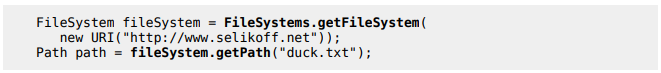 FileSystem fileSystem = FileSystems.getFileSystem(
new URI("http://www.selikoff.net"));
Path path = fileSystem.getPath("duck.txt");